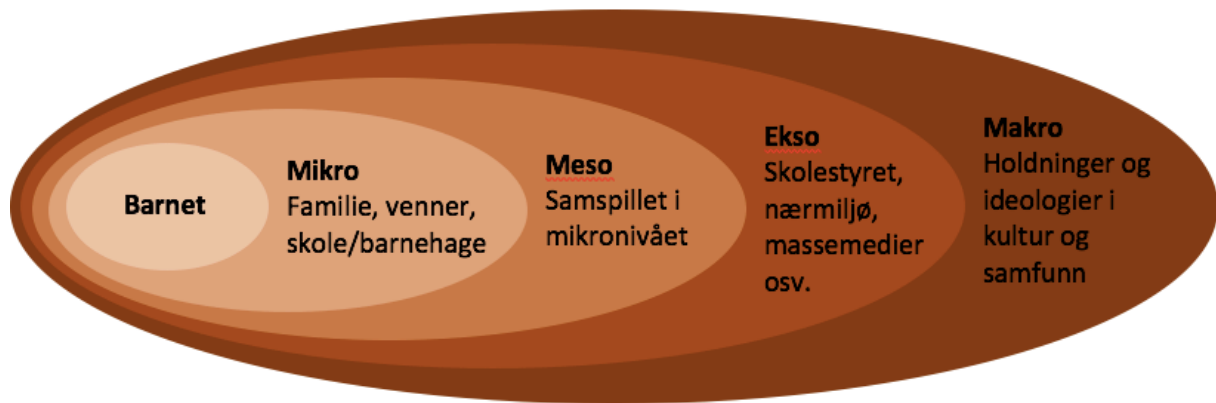 Barnet
Mikro
Familie, venner,
skole/barnehage
Meso
Samspillet i
mikronivået
Ekso
Skolestyret,
nærmiljø,
massemedier
osv.
Makro
Holdninger og
ideologier i
kultur og
samfunn